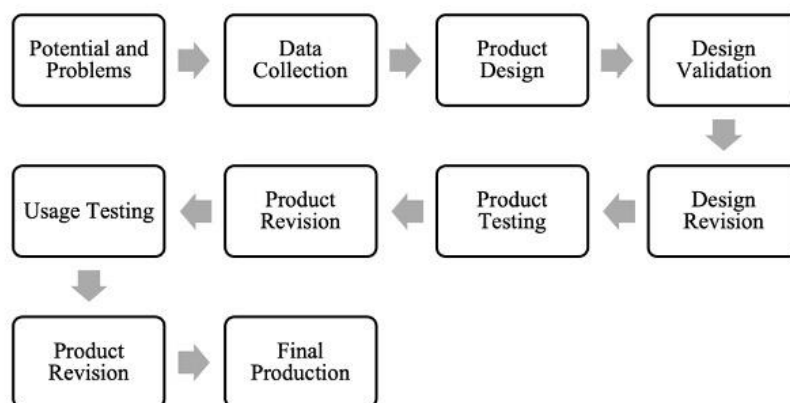 Potential and
Problems
Data
Collection
Product
Design
Design
Validation
Design
Revision
Product
Testing
Product
Revision
Usage Testing
Product
Revision
Final
Production